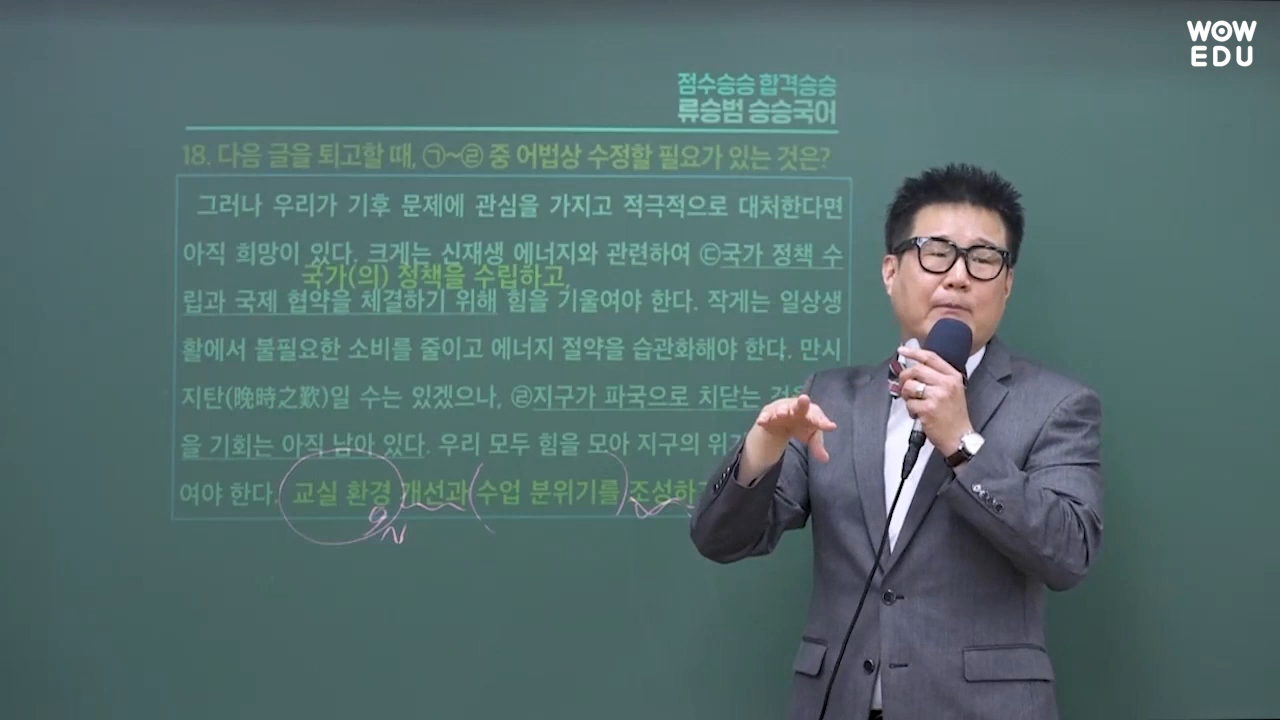 WOW
EDU
점수승승 합격승승
류승범 승승국어
18. 다음 글을 퇴고할 때, ㉠~㉣ 중 어법상 수정할 필요가 있는 것은?
그러나 우리가 기후 문제에 관심을 가지고 적극적으로 대처한다면
아직 희망이 있다. 크게는 신재생 에너지와 관련하여 ㉢국가 정책 수
국가(의) 정책을 수립하고,
립과 국제 협약을 체결하기 위해 힘을 기울여야 한다. 작게는 일상생
활에서 불필요한 소비를 줄이고 에너지 절약을 습관화해야 한다. 만시
지탄(晩時之歎)일 수는 있겠으나, ㉣지구가 파국으로 치닫는
을 기회는 아직 남아 있다. 우리 모두 힘을 모아 지구의
여야 한다. 교실 환경 개선과 수업 분위기를 조성하
N